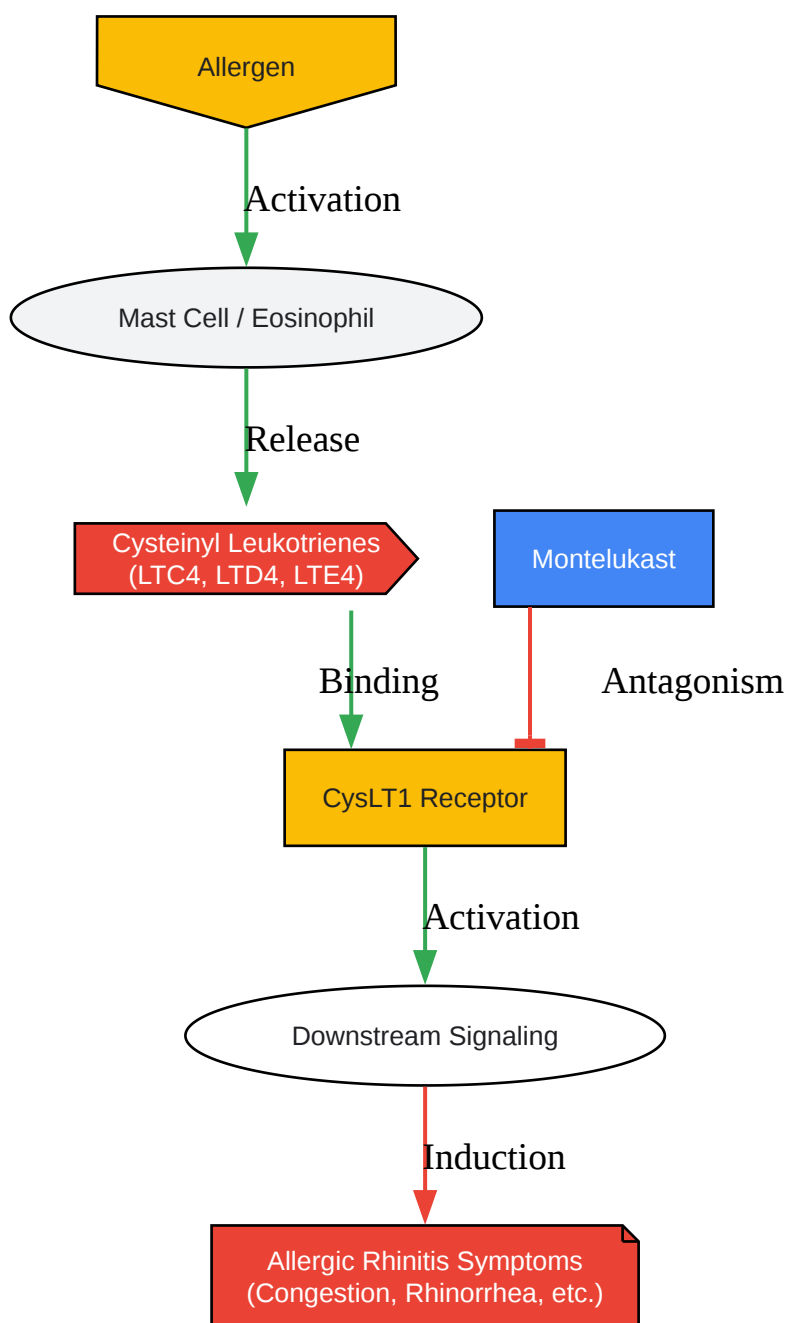 Allergen
Activation
Mast Cell / Eosinophil
Release
Cysteinyl Leukotrienes
(LTC4, LTD4, LTE4)
Montelukast
Binding
Antagonism
CysLT1 Receptor
Activation
Downstream Signaling
Induction
Allergic Rhinitis Symptoms
(Congestion, Rhinorrhea, etc.)